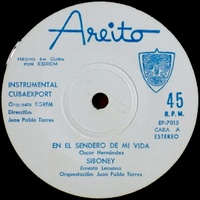 Areito
HECHO EN CUBA
POR EGREM
INSTRUMENTAL
CUBAEXPORT
Orquesta EGREM
Dirección
Juan Pablo Torres
45
R.P.M.
EP-7015
CARA A
ESTEREO
EN EL SENDERO DE MI VIDA
Oscar Hernández
SIBONEY
Ernesto Lecuona
Orquestación: Juan Pablo Torres